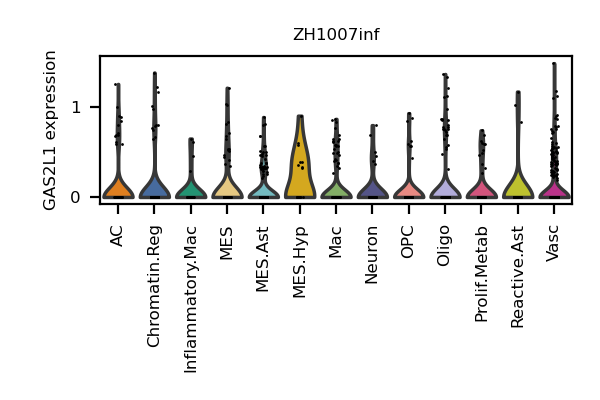 ZH1007inf
GAS2L1 expression
1
0
AC
Chromatin.Reg
Inflammatory.Mac
MES
MES.Ast
MES.Hyp
Mac
Neuron
OPC
Oligo
Prolif.Metab
Reactive.Ast
Vasc